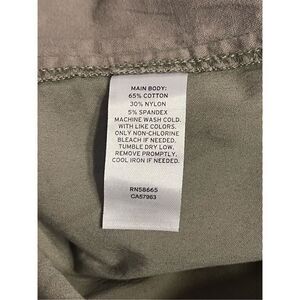 MAIN BODY:
65% COTTON
30% NYLON
5% SPANDEX
MACHINE WASH COLD.
WITH LIKE COLORS.
ONLY NON-CHLORINE
BLEACH IF NEEDED.
TUMBLE DRY LOW.
REMOVE PROMPTLY.
COOL IRON IF NEEDED.
RN58665
CA57983